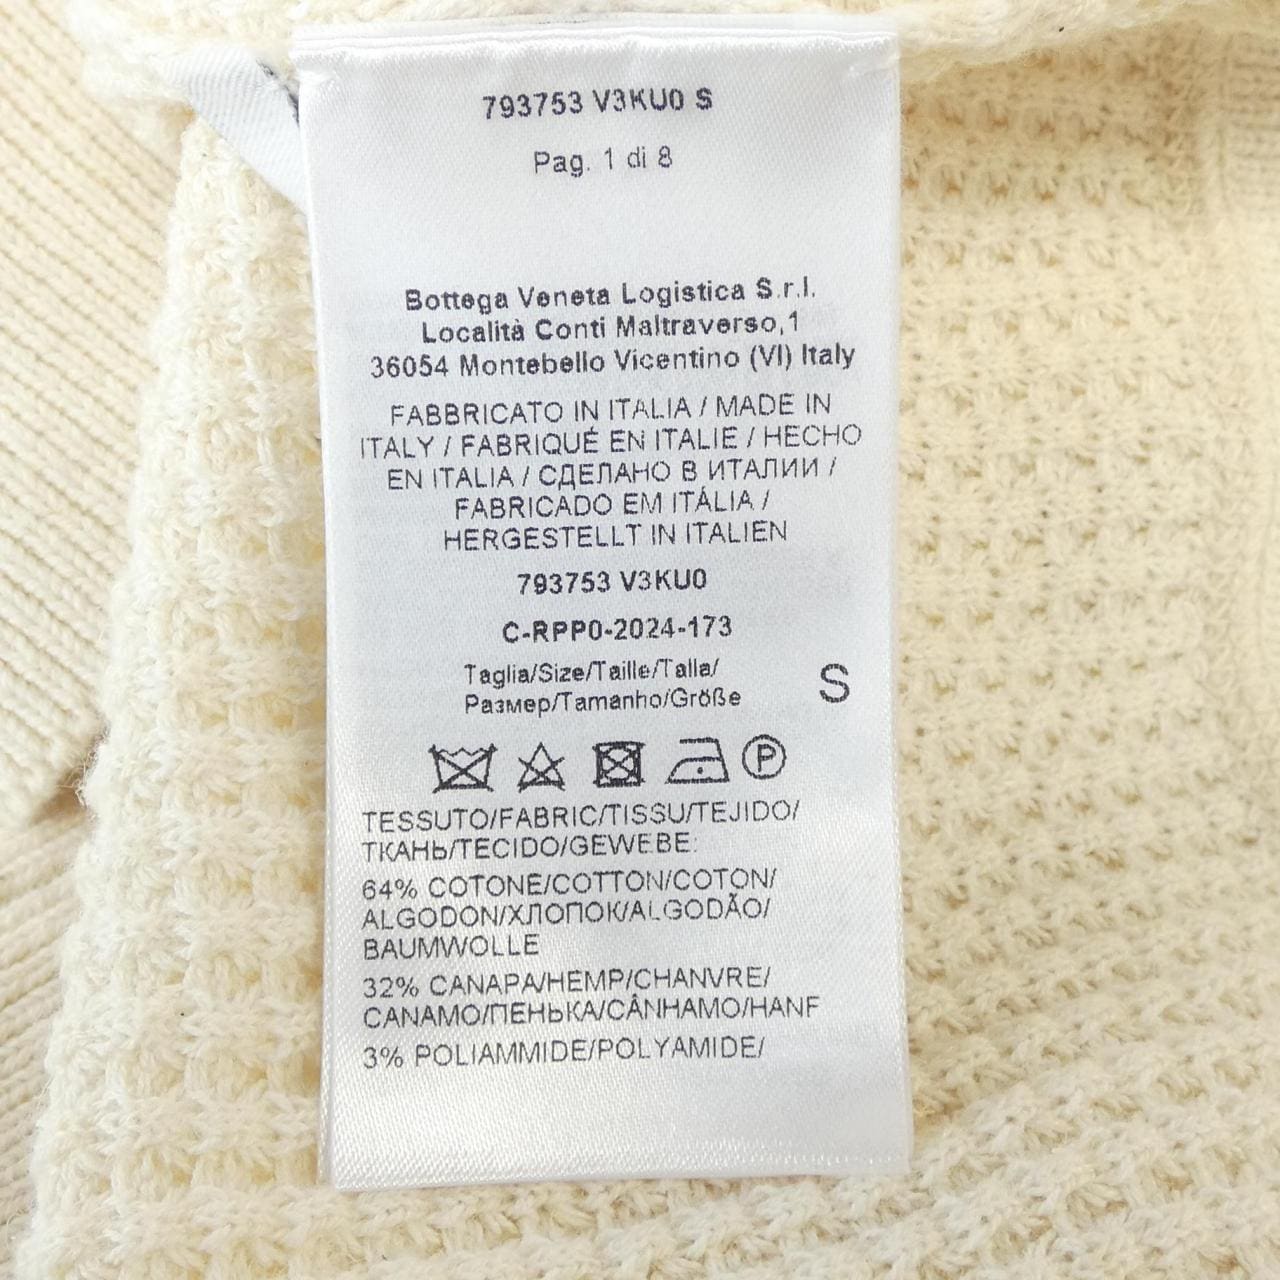 793753 V3KU0 S
Pag. 1 di 8
Bottega Veneta Logistica S.r.l.
Località Conti Maltraverso,1
36054 Montebello Vicentino (VI) Italy
FABBRICATO IN ITALIA / MADE IN
ITALY / FABRIQUÉ EN ITALIE / HECHO
EN ITALIA / СДЕЛАНО В ИТАЛИИ /
FABRICADO EM ITÁLIA /
HERGESTELLT IN ITALIEN
793753 V3KU0
C-RPP0-2024-173
Taglia/Size/Taille/Talla/
Размер/Tamanho/Größe
S
P
TESSUTO/FABRIC/TISSU/TEJIDO/
ТКАНЬ/TECIDO/GEWEBE:
64% COTONE/COTTON/COTON/
ALGODON/ХЛОПОК/ALGODÃO/
BAUMWOLLE
32% CANAPA/HEMP/CHANVRE/
CANAMO/ПЕНЬКА/CÂNHAMO/HANF
3% POLIAMMIDE/POLYAMIDE/